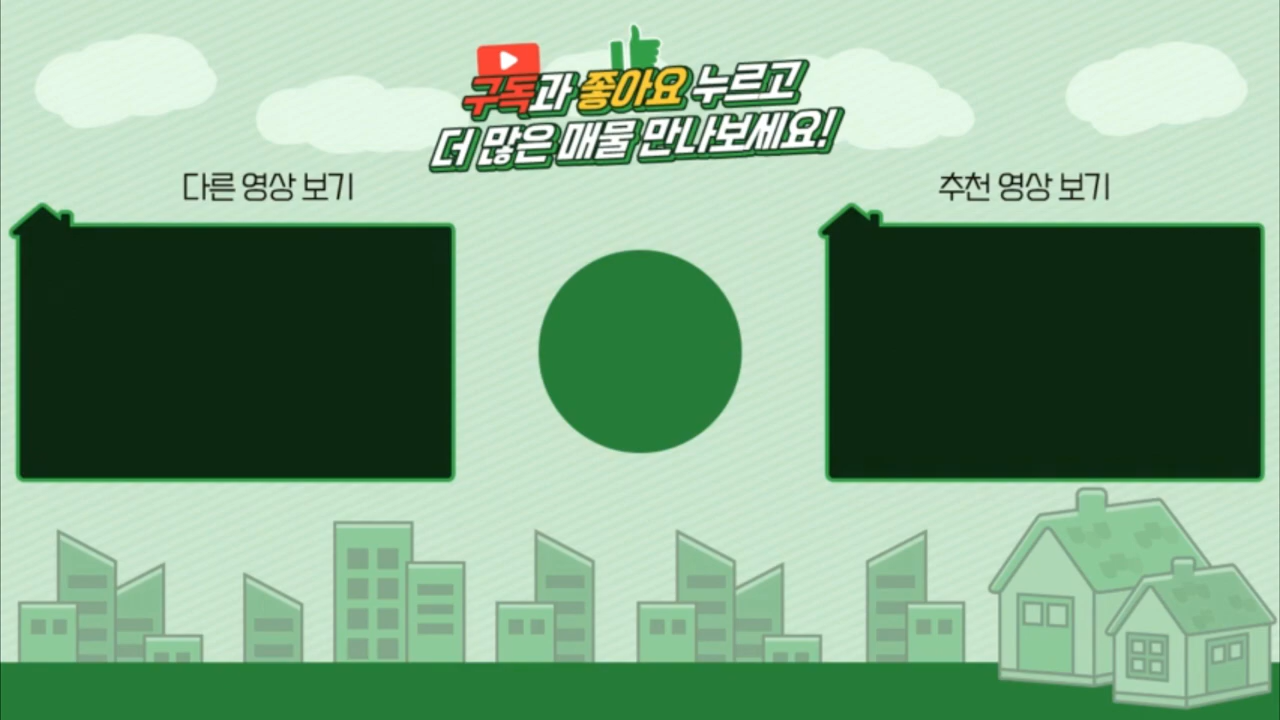 구독과 좋아요 누르고
더 많은 매물 만나보세요!
다른 영상 보기
추천 영상 보기